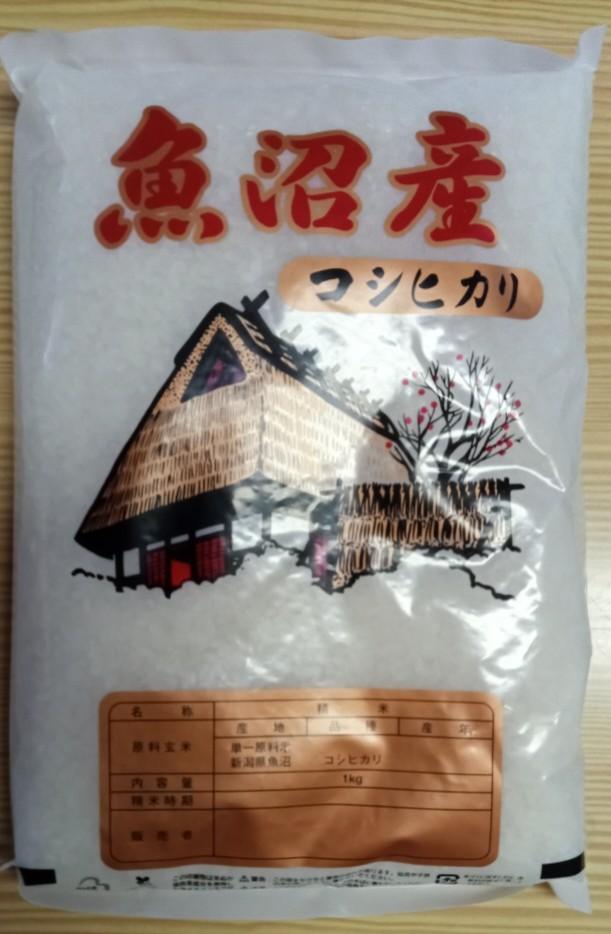 魚沼産
コシヒカリ
名称 精米
原料玄米 産地 品種 産年
単一原料米
新潟県魚沼 コシヒカリ
内容量 1kg
精米時期
販売者